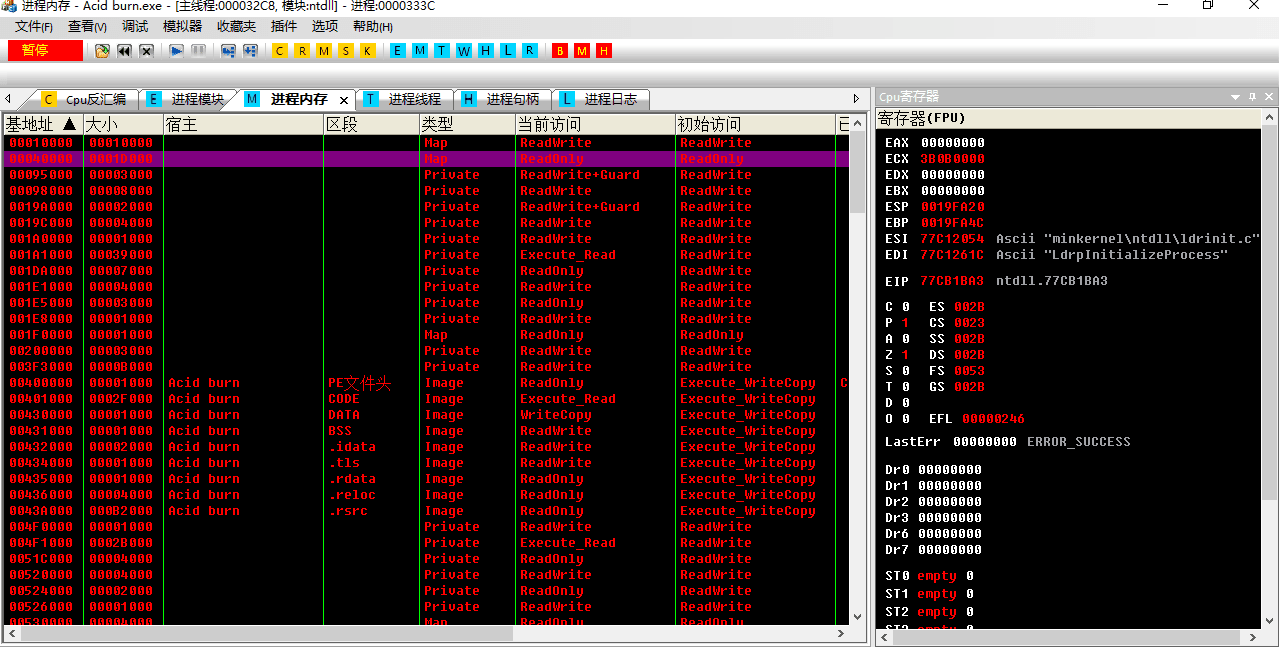 进程内存 - Acid burn.exe - [主线程:000032C8, 模块:ntdll] - 进程:0000333C
文件(F) 查看(V) 调试 模拟器 收藏夹 插件 选项 帮助(H)
暂停 C R M S K E M T W H L R B M H
C Cpu反汇编 E 进程模块 M 进程内存 T 进程线程 H 进程句柄 L 进程日志
基地址 大小 宿主 区段 类型 当前访问 初始访问
00010000 00010000 Map ReadWrite ReadWrite
00040000 0001D000 Map ReadOnly ReadOnly
00095000 00003000 Private ReadWrite+Guard ReadWrite
00098000 00008000 Private ReadWrite ReadWrite
0019A000 00002000 Private ReadWrite+Guard ReadWrite
0019C000 00004000 Private ReadWrite ReadWrite
001A0000 00001000 Private ReadWrite ReadWrite
001A1000 00039000 Private Execute_Read ReadWrite
001DA000 00007000 Private ReadOnly ReadWrite
001E1000 00004000 Private ReadWrite ReadWrite
001E5000 00003000 Private ReadOnly ReadWrite
001E8000 00001000 Private ReadWrite ReadWrite
001F0000 00001000 Map ReadOnly ReadOnly
00200000 00003000 Private ReadWrite ReadWrite
003F3000 0000B000 Private ReadWrite ReadWrite
00400000 00001000 Acid burn PE文件头 Image ReadOnly Execute_WriteCopy C
00401000 0002F000 Acid burn CODE Image Execute_Read Execute_WriteCopy
00430000 00001000 Acid burn DATA Image WriteCopy Execute_WriteCopy
00431000 00001000 Acid burn BSS Image ReadWrite Execute_WriteCopy
00432000 00002000 Acid burn .idata Image ReadWrite Execute_WriteCopy
00434000 00001000 Acid burn .tls Image ReadWrite Execute_WriteCopy
00435000 00001000 Acid burn .rdata Image ReadOnly Execute_WriteCopy
00436000 00004000 Acid burn .reloc Image ReadOnly Execute_WriteCopy
0043A000 000B2000 Acid burn .rsrc Image ReadOnly Execute_WriteCopy
004F0000 00001000 Private ReadWrite ReadWrite
004F1000 0002B000 Private Execute_Read ReadWrite
0051C000 00004000 Private ReadOnly ReadWrite
00520000 00004000 Private ReadWrite ReadWrite
00524000 00002000 Private ReadOnly ReadWrite
00526000 00001000 Private ReadWrite ReadWrite
00530000 00004000 Map ReadOnly ReadOnly
Cpu寄存器
寄存器(FPU)
EAX 00000000
ECX 3B0B0000
EDX 00000000
EBX 00000000
ESP 0019FA20
EBP 0019FA4C
ESI 77C12054 Ascii "minkernel\ntdll\ldrinit.c"
EDI 77C1261C Ascii "LdrpInitializeProcess"
EIP 77CB1BA3 ntdll.77CB1BA3
C 0 ES 002B
P 1 CS 0023
A 0 SS 002B
Z 1 DS 002B
S 0 FS 0053
T 0 GS 002B
D 0
O 0 EFL 00000246
LastErr 00000000 ERROR_SUCCESS
Dr0 00000000
Dr1 00000000
Dr2 00000000
Dr3 00000000
Dr6 00000000
Dr7 00000000
ST0 empty 0
ST1 empty 0
ST2 empty 0
ST3 empty 0